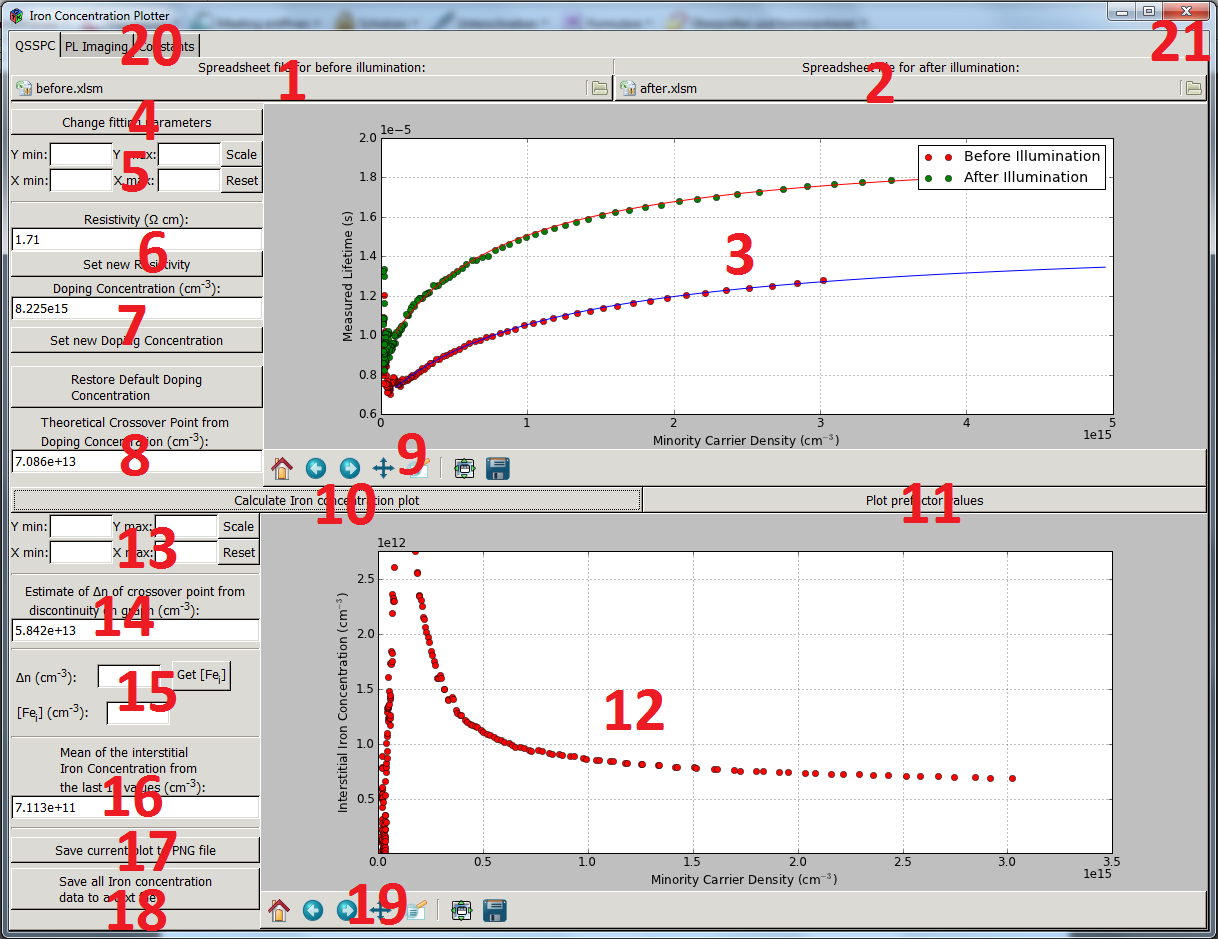 Iron Concentration Plotter
QSSPC PL Imaging Constants
20
21
Spreadsheet file for before illumination:
Spreadsheet file for after illumination:
1
2
before.xlsm
after.xlsm
Change fitting parameters
4
Y min: Y max: Scale
X min: X max: Reset
5
Resistivity (Ω cm):
1.71
6
Set new Resistivity
Doping Concentration (cm⁻³):
8.225e15
7
Set new Doping Concentration
Restore Default Doping
Concentration
Theoretical Crossover Point from
Doping Concentration (cm⁻³):
8
7.086e+13
1e−5
2.0
1.8
1.6
1.4
1.2
1.0
0.8
0.6
Measured Lifetime (s)
Before Illumination
After Illumination
3
0 1 2 3 4 5
1e15
Minority Carrier Density (cm⁻³)
9
Calculate Iron concentration plot
10
Plot prefactor values
11
Y min: Y max: Scale
X min: X max: Reset
13
Estimate of Δn of crossover point from
discontinuity on graph (cm⁻³):
14
5.842e+13
Δn (cm⁻³): Get [Feᵢ]
15
[Feᵢ] (cm⁻³):
Mean of the interstitial
Iron Concentration from
the last 10 values (cm⁻³):
16
7.113e+11
17
Save current plot to PNG file
Save all Iron concentration
data to a text file
18
1e12
2.5
2.0
1.5
1.0
0.5
Interstitial Iron Concentration (cm⁻³)
12
0.0 0.5 1.0 1.5 2.0 2.5 3.0 3.5
1e15
Minority Carrier Density (cm⁻³)
19